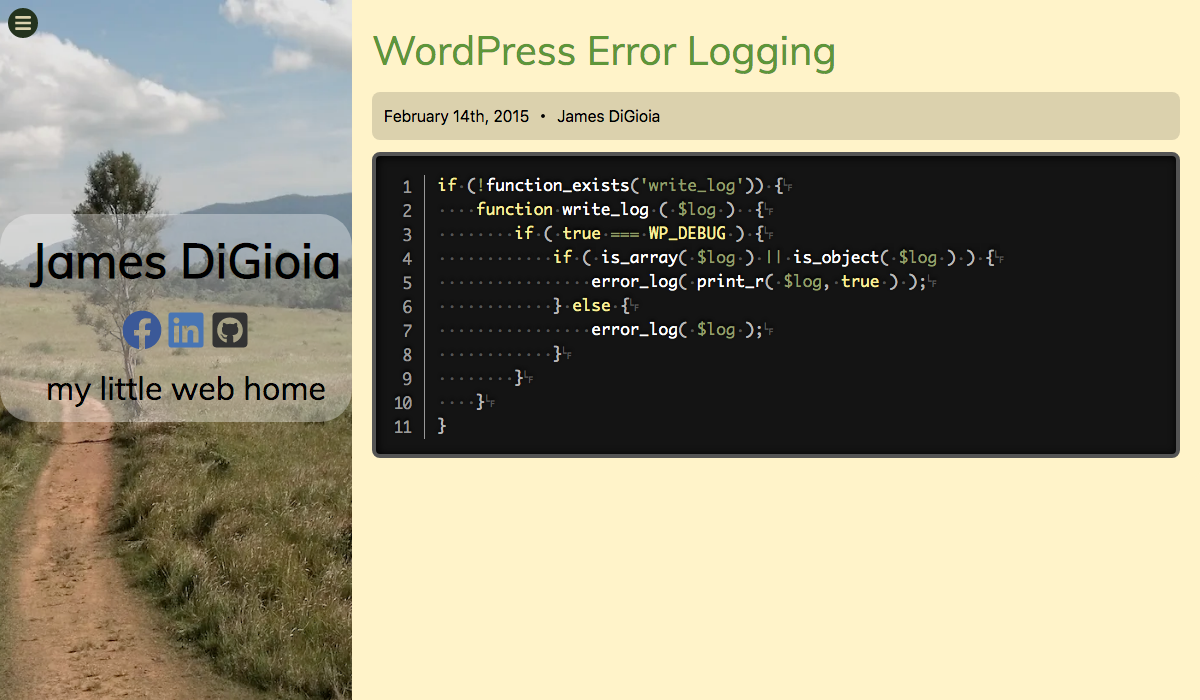 James DiGioia
my little web home
WordPress Error Logging
February 14th, 2015 • James DiGioia
1 if (!function_exists('write_log')) {
2     function write_log ( $log )  {
3         if ( true === WP_DEBUG ) {
4             if ( is_array( $log ) || is_object( $log ) ) {
5                 error_log( print_r( $log, true ) );
6             } else {
7                 error_log( $log );
8             }
9         }
10     }
11 }